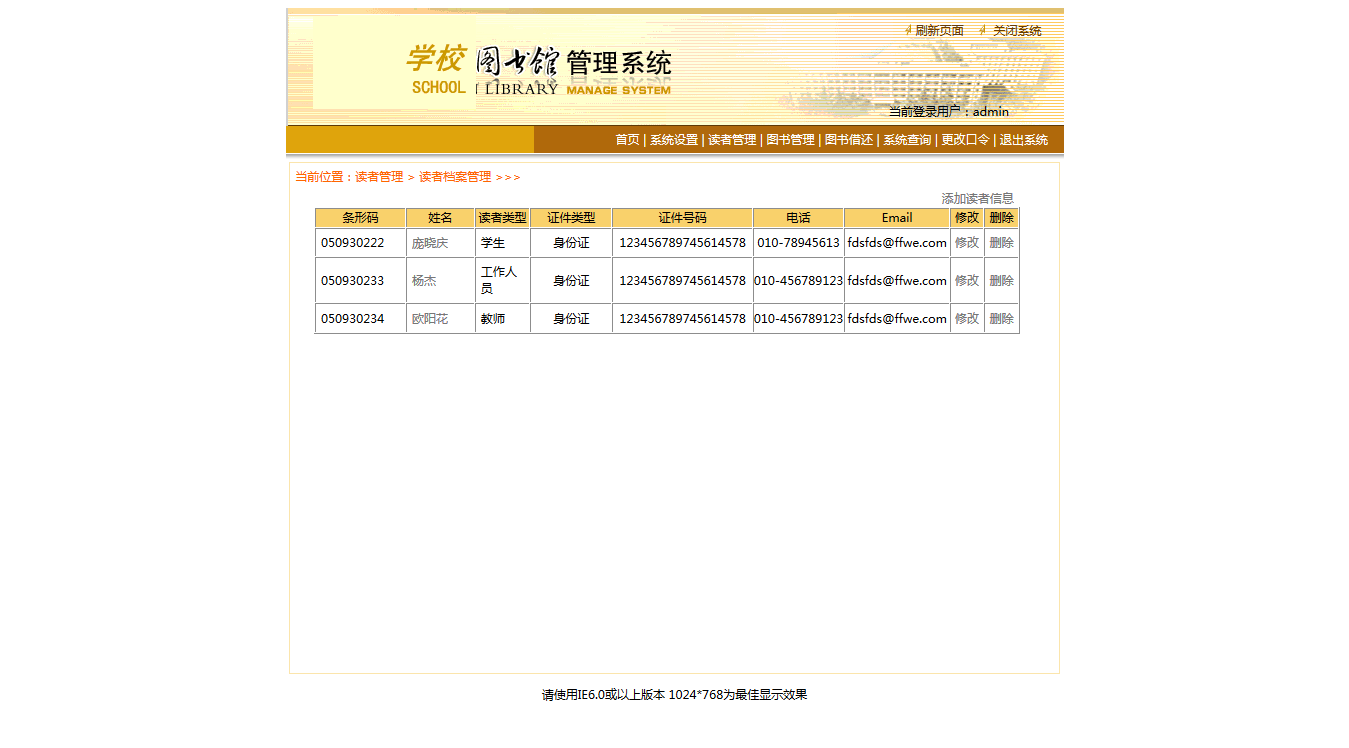 刷新页面 关闭系统
学校 图书馆 管理系统
SCHOOL LIBRARY MANAGE SYSTEM
当前登录用户：admin
首页 | 系统设置 | 读者管理 | 图书管理 | 图书借还 | 系统查询 | 更改口令 | 退出系统
当前位置：读者管理 > 读者档案管理 >>>
添加读者信息
条形码 姓名 读者类型 证件类型 证件号码 电话 Email 修改 删除
050930222 庞晓庆 学生 身份证 123456789745614578 010-78945613 fdsfds@ffwe.com 修改 删除
050930233 杨杰 工作人员 身份证 123456789745614578 010-456789123 fdsfds@ffwe.com 修改 删除
050930234 欧阳花 教师 身份证 123456789745614578 010-456789123 fdsfds@ffwe.com 修改 删除
请使用IE6.0或以上版本 1024*768为最佳显示效果